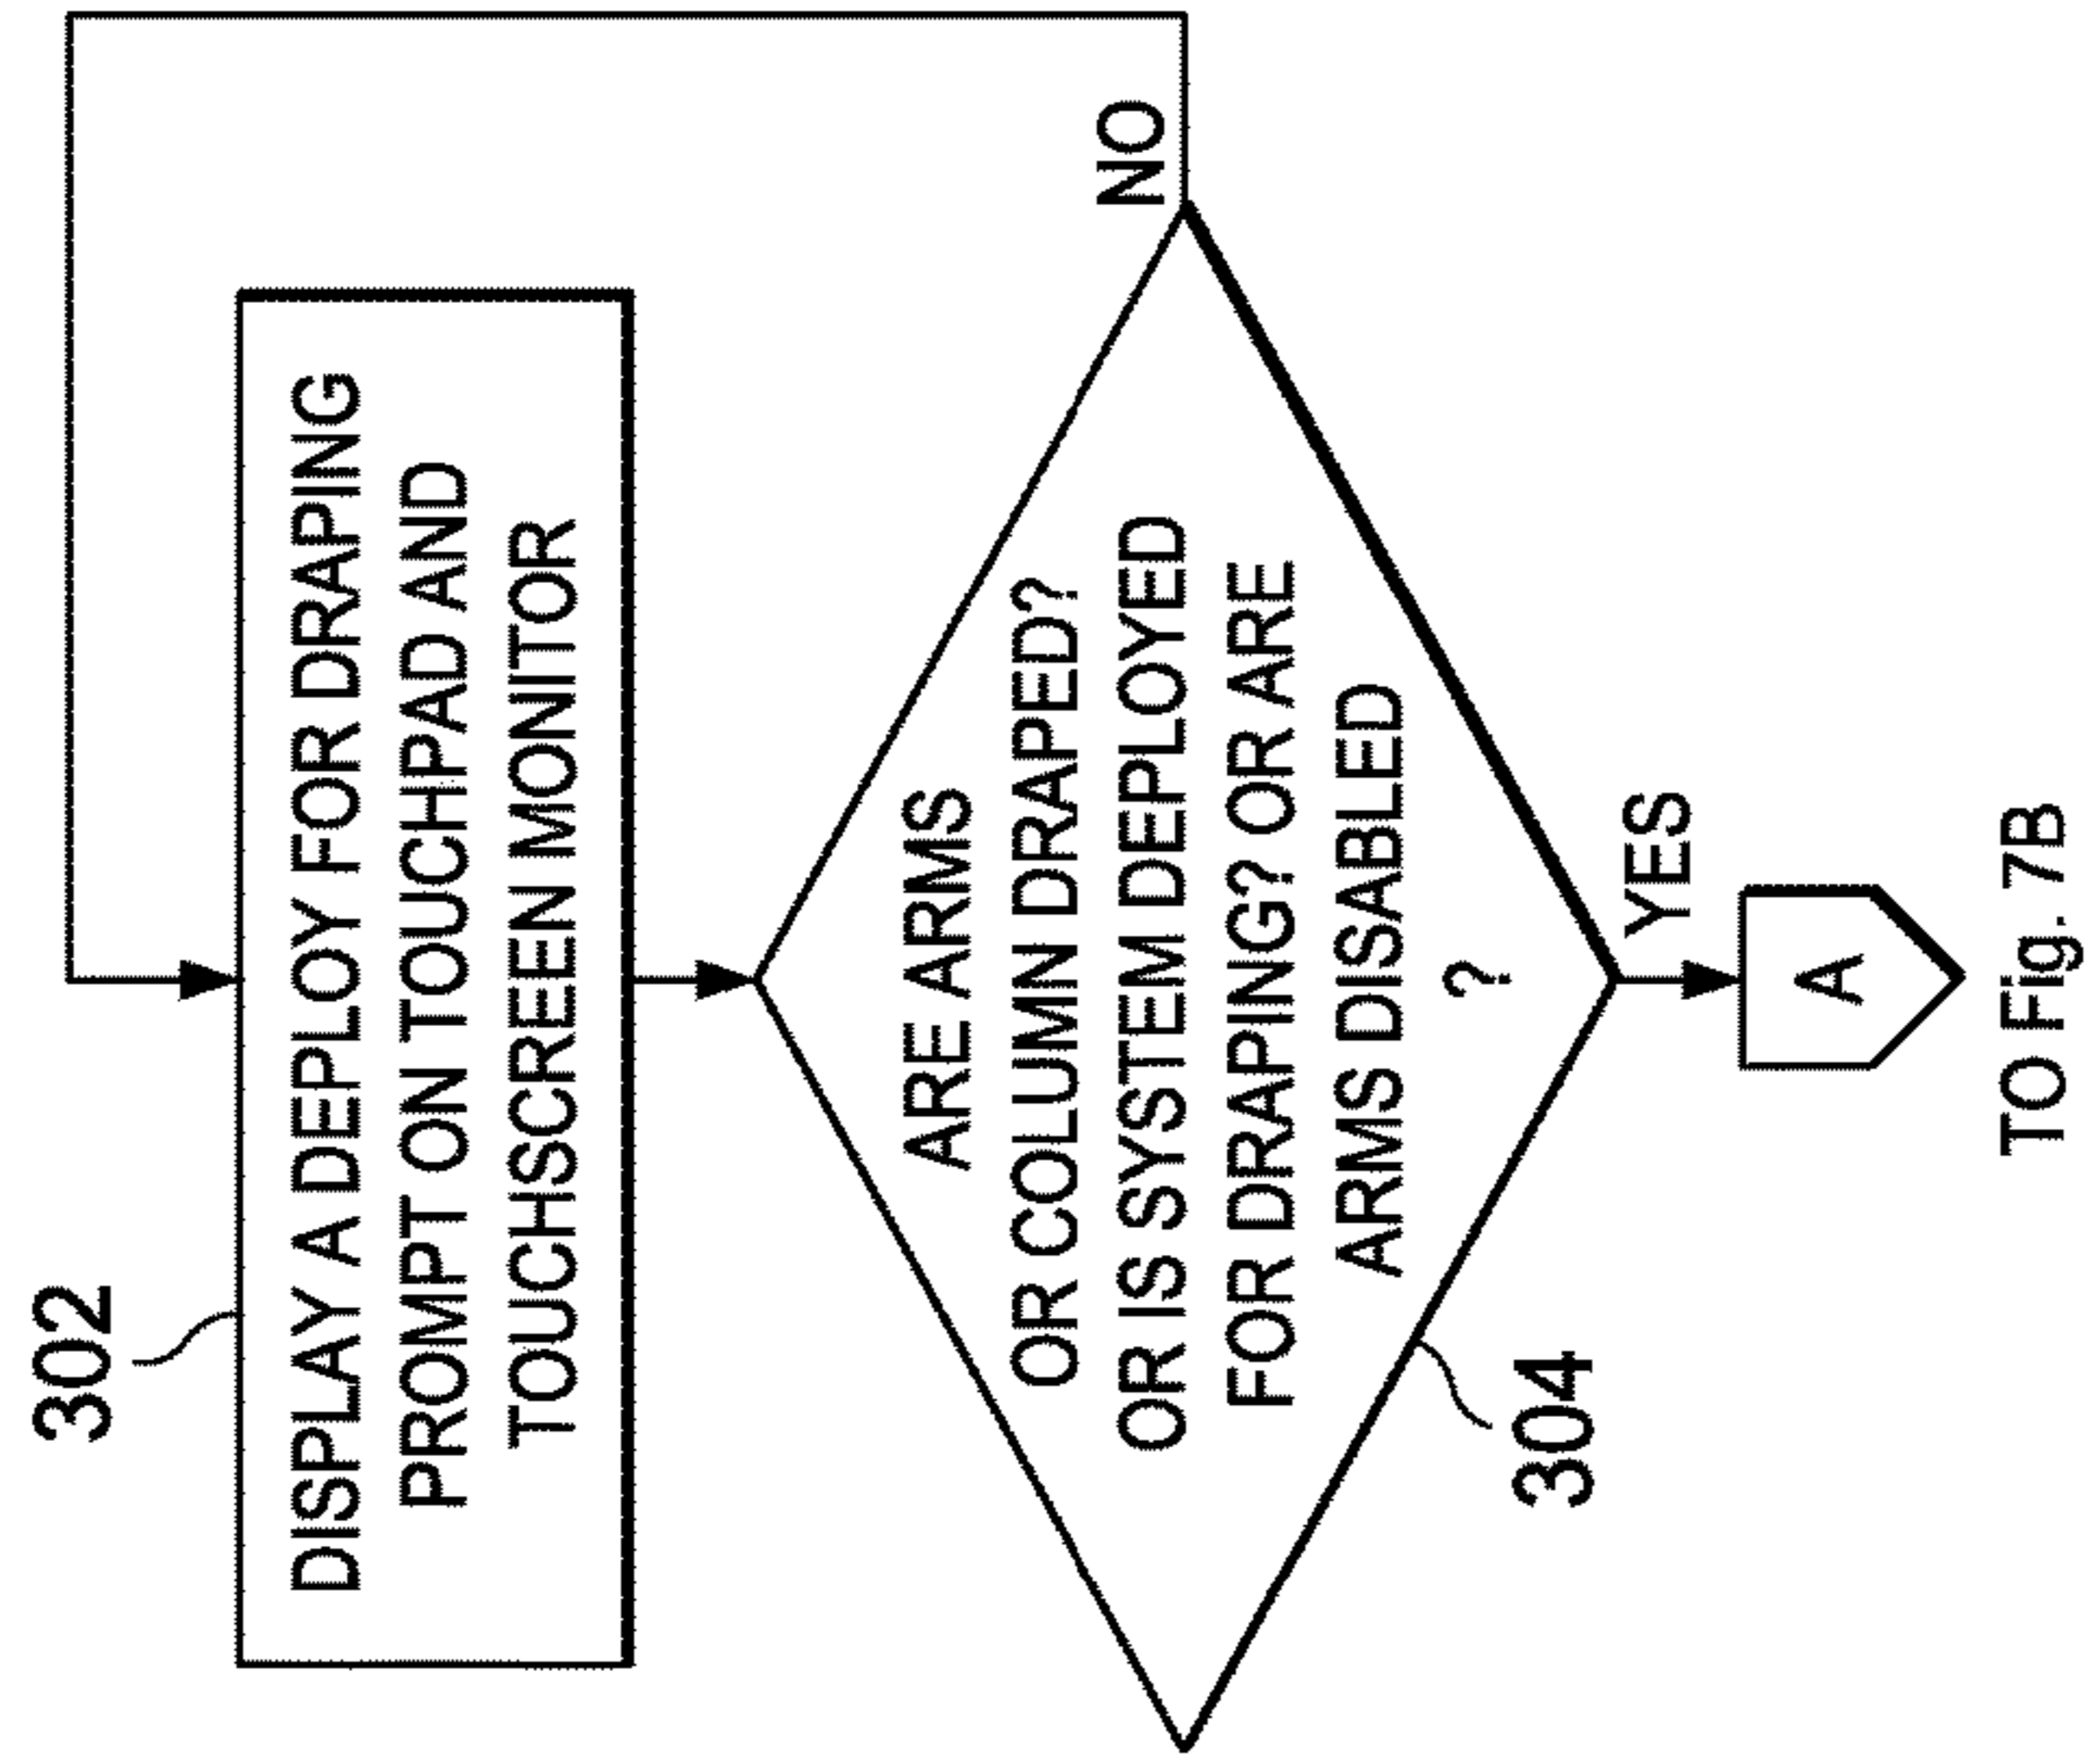 302
DISPLAY A DEPLOY FOR DRAPING
PROMPT ON TOUCHPAD AND
TOUCHSCREEN MONITOR
ARE ARMS
OR COLUMN DRAPED?
OR IS SYSTEM DEPLOYED
FOR DRAPING? OR ARE
ARMS DISABLED
?
NO
304
YES
A
TO Fig. 7B